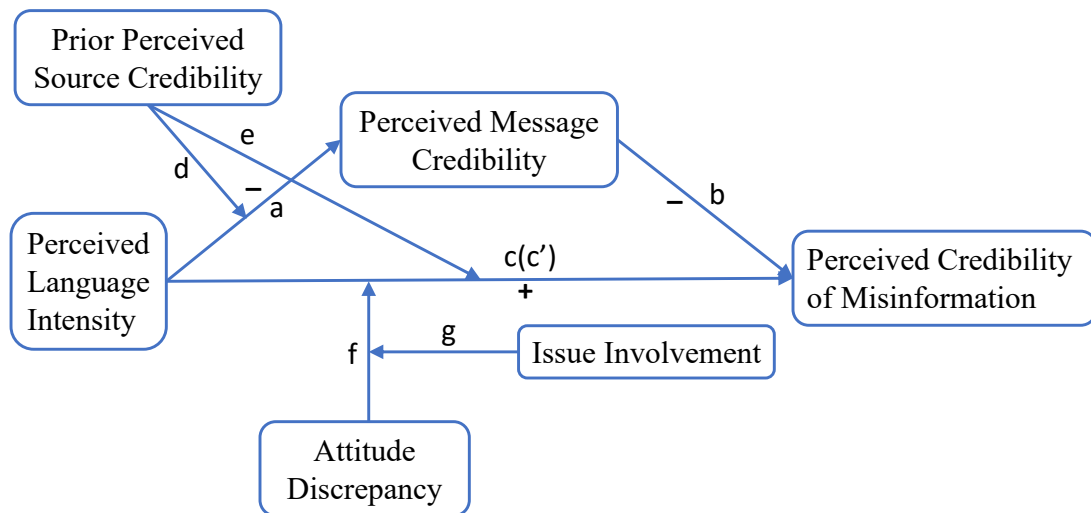 Prior Perceived
Source Credibility
e
Perceived Message
Credibility
d
–
a
–
b
Perceived
Language
Intensity
c(c’)
+
Perceived Credibility
of Misinformation
f
g
Issue Involvement
Attitude
Discrepancy